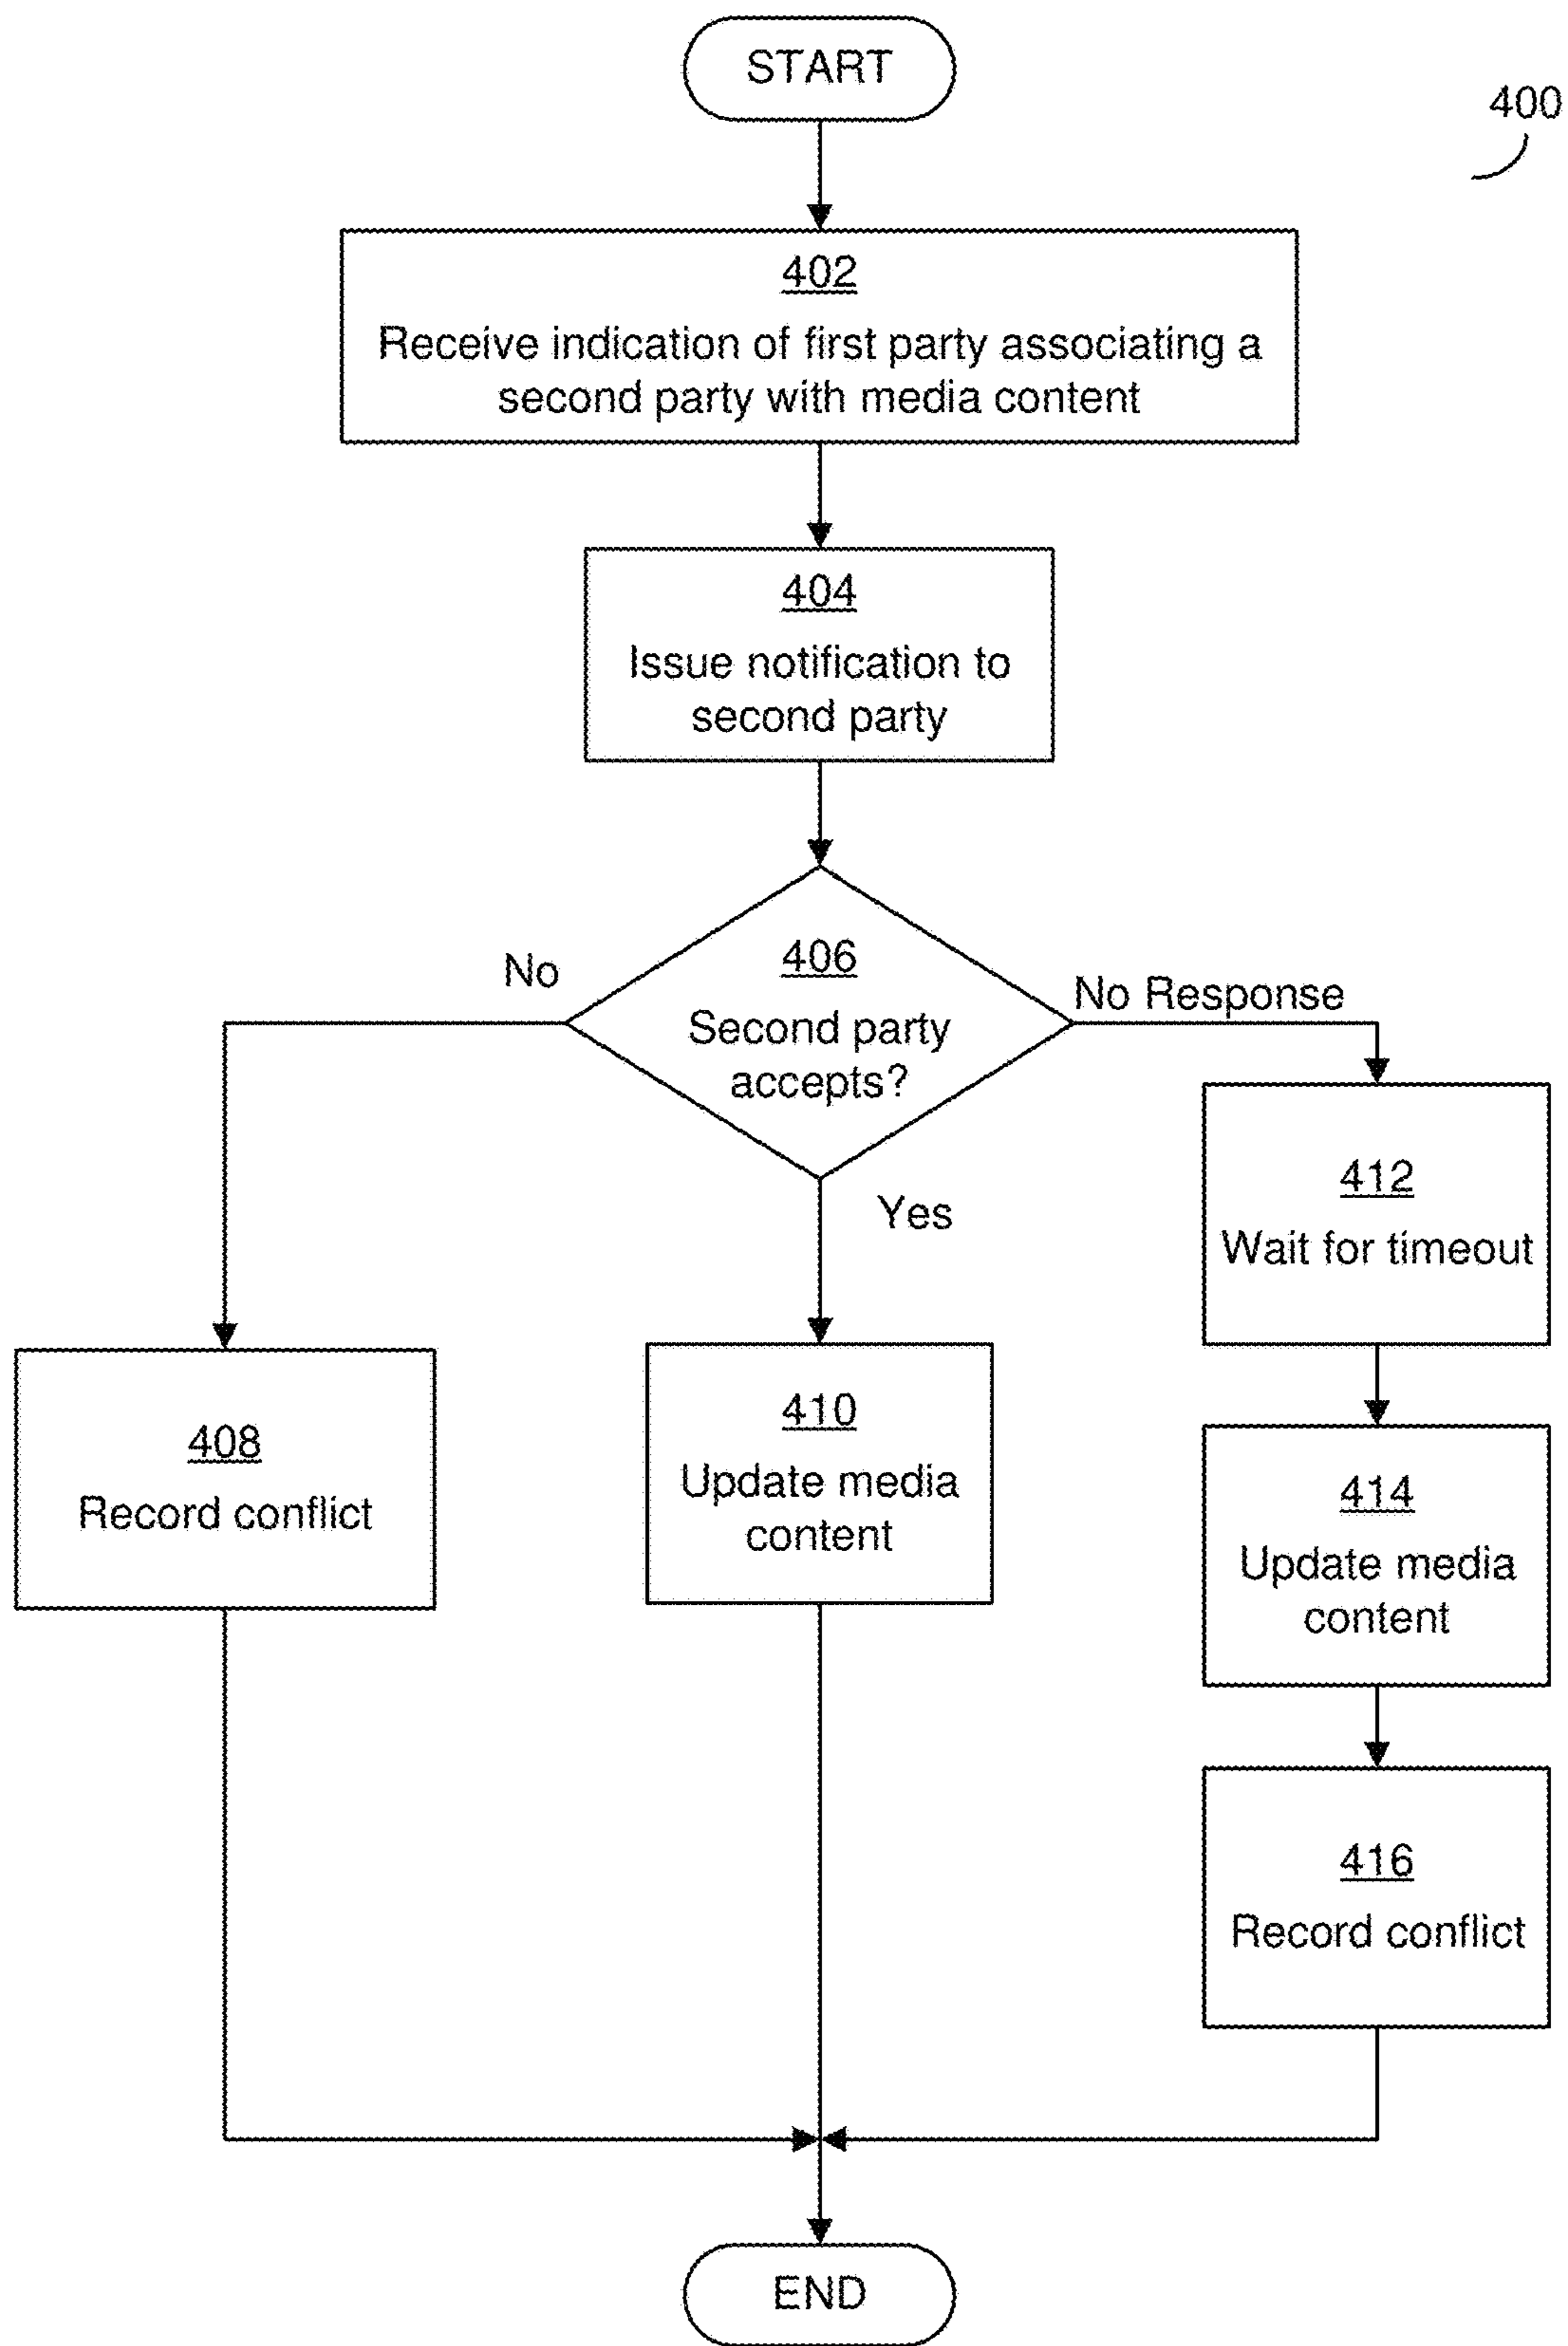 START
400
402
Receive indication of first party associating a
second party with media content
404
Issue notification to
second party
406
Second party
accepts?
No
No Response
Yes
412
Wait for timeout
408
Record conflict
410
Update media
content
414
Update media
content
416
Record conflict
END